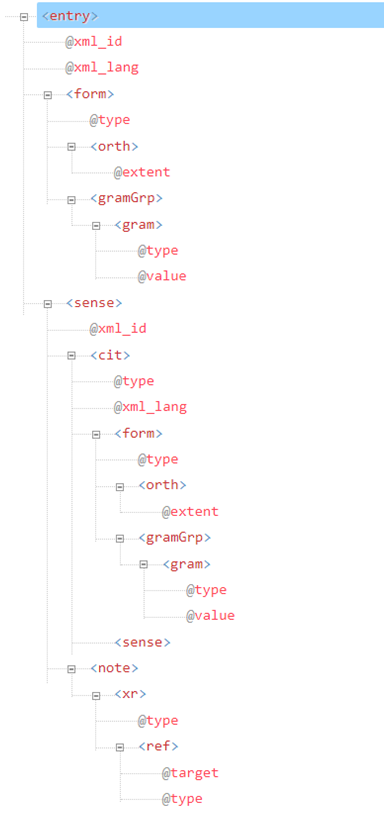 <entry>
@xml_id
@xml_lang
<form>
@type
<orth>
@extent
<gramGrp>
<gram>
@type
@value
<sense>
@xml_id
<cit>
@type
@xml_lang
<form>
@type
<orth>
@extent
<gramGrp>
<gram>
@type
@value
<sense>
<note>
<xr>
@type
<ref>
@target
@type